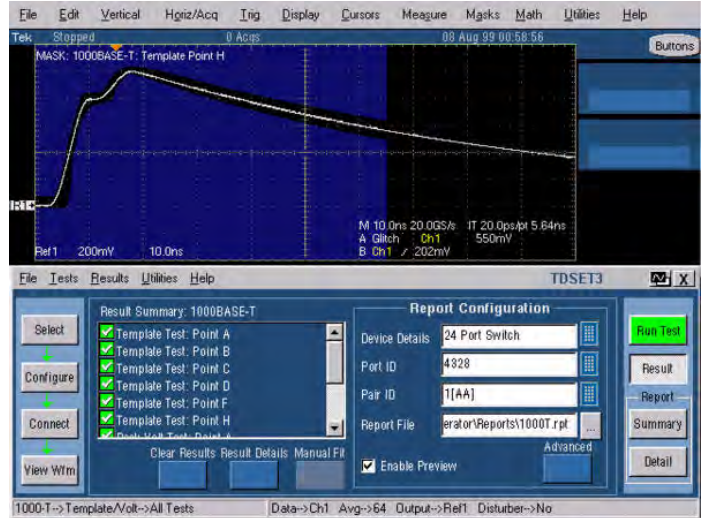 File Edit Vertical Horiz/Acq Trig Display Cursors Measure Masks Math Utilities Help
Tek Stopped 0 Acqs 08 Aug 99 00:58:56
Buttons
MASK: 1000BASE-T: Template Point H
R1
M 10.0ns 20.0GS/s IT 20.0ps/pt 5.64ns
A Glitch Ch1 550mV
B Ch1 / 202mV
Ref1 200mV 10.0ns
File Tests Results Utilities Help TDSET3 X
Result Summary: 1000BASE-T
Template Test: Point A
Template Test: Point B
Template Test: Point C
Template Test: Point D
Template Test: Point F
Template Test: Point H
Peak Volt Test: Point A
Clear Results Result Details Manual Fit
Select
Configure
Connect
View Wfm
Report Configuration
Device Details 24 Port Switch
Port ID 4328
Pair ID 1[AA]
Report File erator\Reports\1000T.rpt ...
Enable Preview
Advanced
Run Test
Result
Report
Summary
Detail
1000-T-->Template/Volt-->All Tests Data-->Ch1 Avg-->64 Output-->Ref1 Disturber-->No